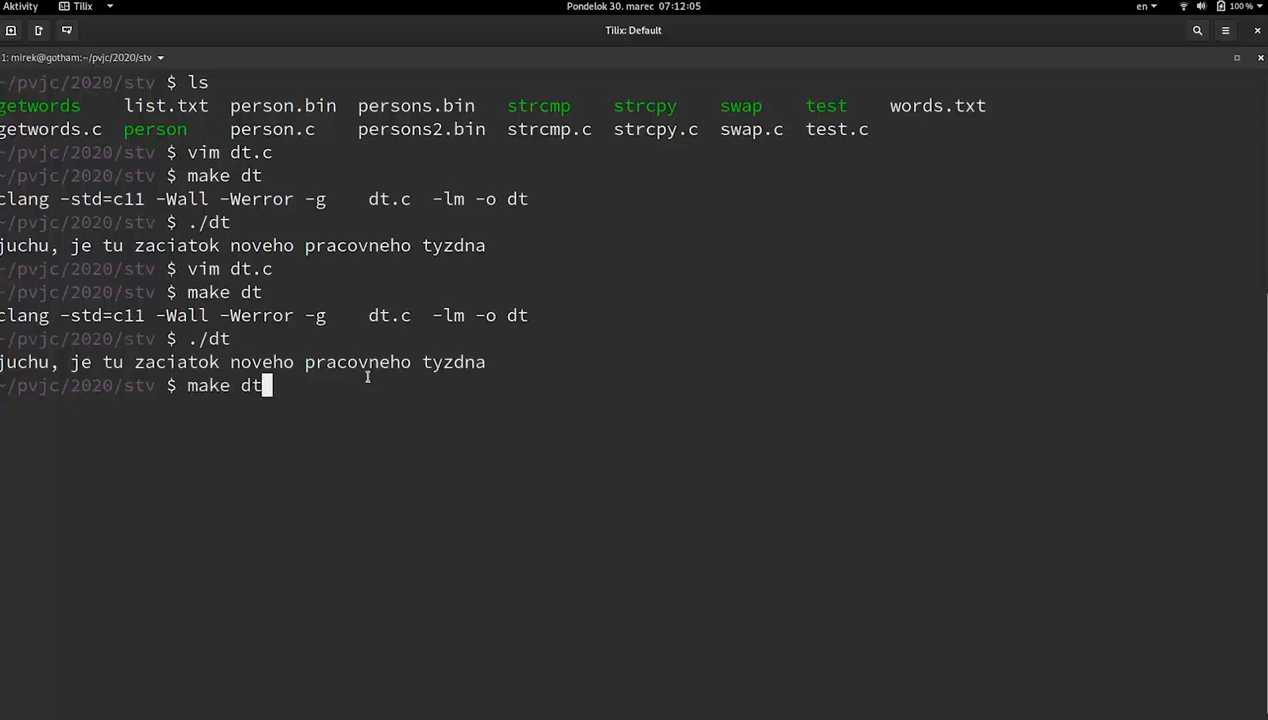 Aktivity Tilix Pondelok 30. marec 07:12:05 en 100 %
Tilix: Default
1: mirek@gotham:~/pvjc/2020/stv
~/pvjc/2020/stv $ ls
getwords list.txt person.bin persons.bin strcmp strcpy swap test words.txt
getwords.c person person.c persons2.bin strcmp.c strcpy.c swap.c test.c
~/pvjc/2020/stv $ vim dt.c
~/pvjc/2020/stv $ make dt
clang -std=c11 -Wall -Werror -g dt.c -lm -o dt
~/pvjc/2020/stv $ ./dt
juchu, je tu zaciatok noveho pracovneho tyzdna
~/pvjc/2020/stv $ vim dt.c
~/pvjc/2020/stv $ make dt
clang -std=c11 -Wall -Werror -g dt.c -lm -o dt
~/pvjc/2020/stv $ ./dt
juchu, je tu zaciatok noveho pracovneho tyzdna
~/pvjc/2020/stv $ make dt